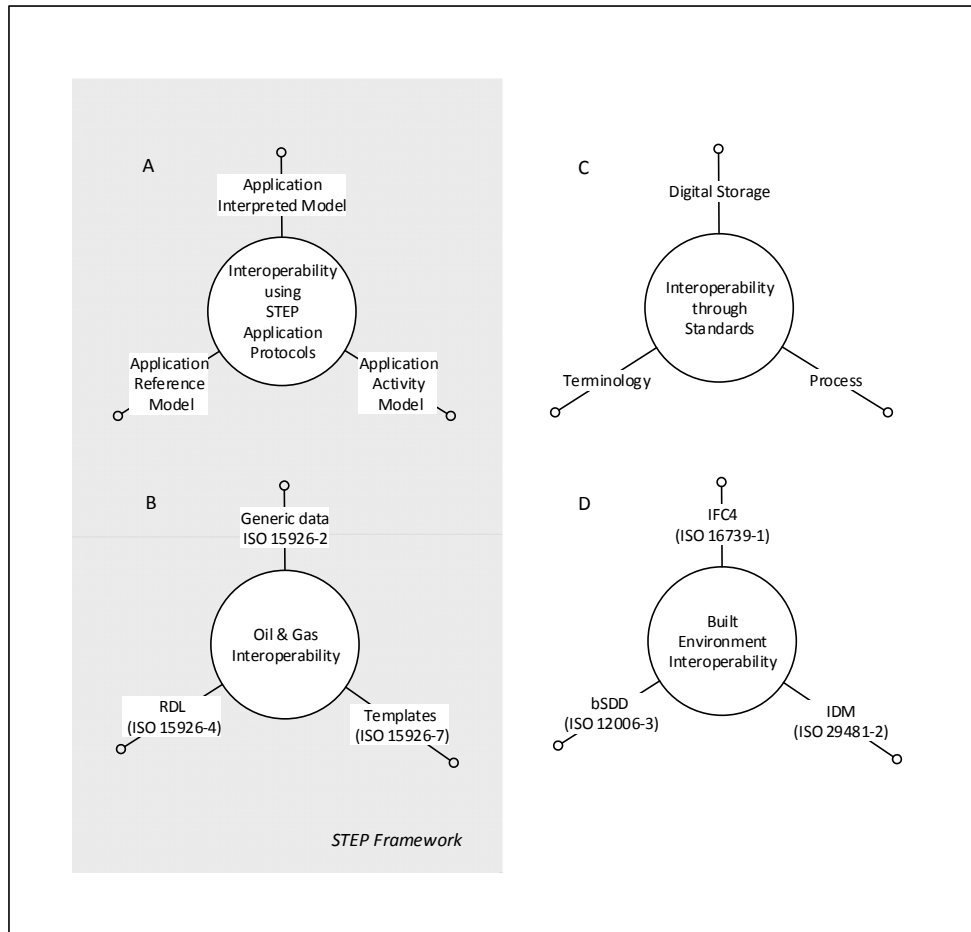 A
Application
Interpreted Model
Interoperability
using
STEP
Application
Protocols
Application
Reference
Model
Application
Activity
Model
C
Digital Storage
Interoperability
through
Standards
Terminology
Process
B
Generic data
ISO 15926-2
Oil & Gas
Interoperability
RDL
(ISO 15926-4)
Templates
(ISO 15926-7)
STEP Framework
D
IFC4
(ISO 16739-1)
Built
Environment
Interoperability
bSDD
(ISO 12006-3)
IDM
(ISO 29481-2)